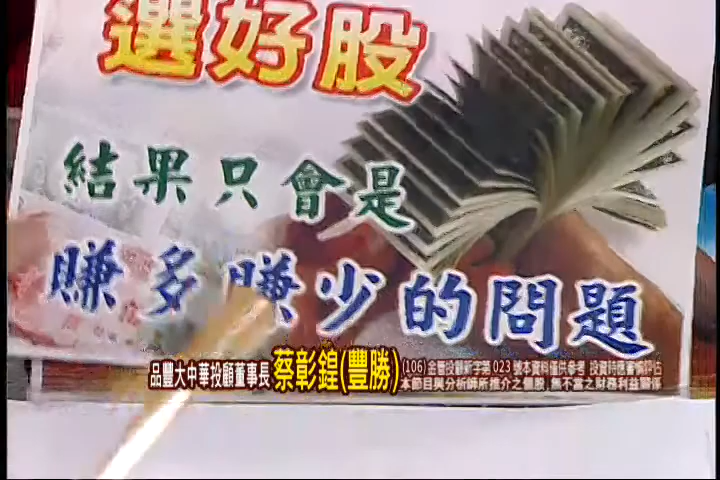 選好股
結果只會是
賺多賺少的問題
品豐大中華投顧董事長 蔡彰鍠(豐勝)
(106)金管投顧新字第 023 號本資料僅供參考 投資時應審慎評估
本節目與分析師所推介之個股,無不當之財務利益關係